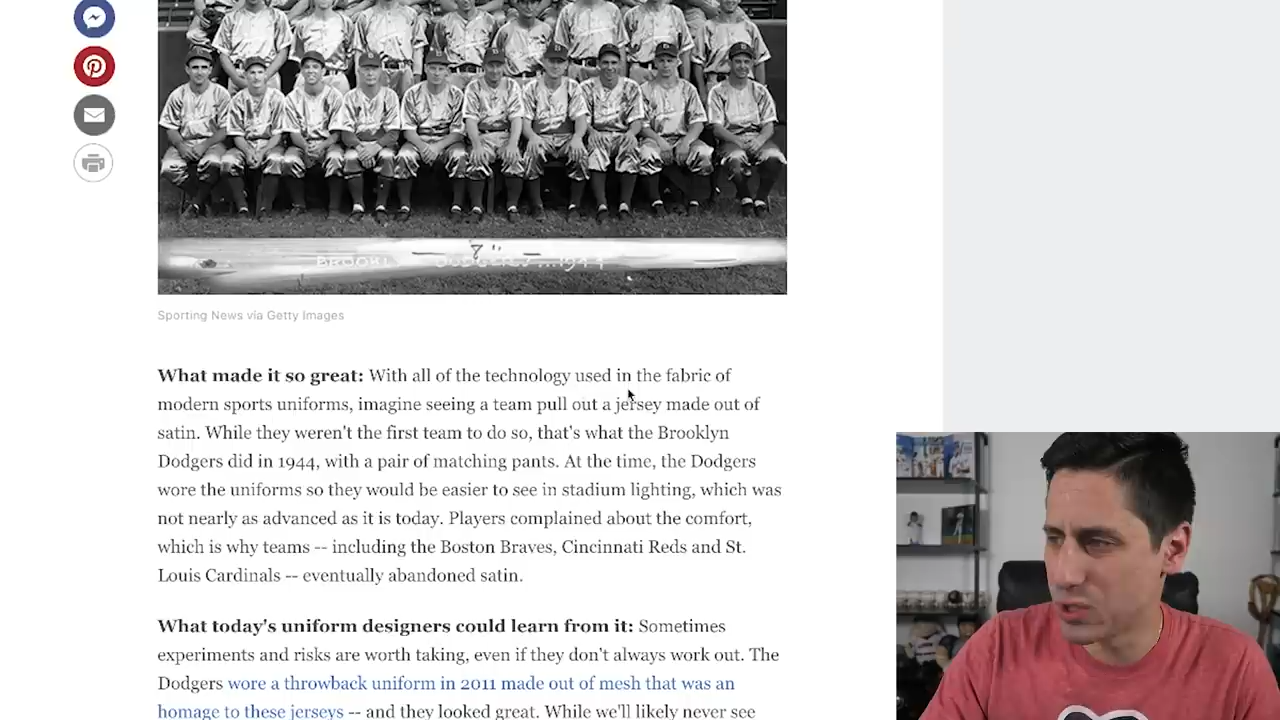 8"
BROOKL DODGERS...1944
Sporting News via Getty Images
What made it so great: With all of the technology used in the fabric of
modern sports uniforms, imagine seeing a team pull out a jersey made out of
satin. While they weren't the first team to do so, that's what the Brooklyn
Dodgers did in 1944, with a pair of matching pants. At the time, the Dodgers
wore the uniforms so they would be easier to see in stadium lighting, which was
not nearly as advanced as it is today. Players complained about the comfort,
which is why teams -- including the Boston Braves, Cincinnati Reds and St.
Louis Cardinals -- eventually abandoned satin.
What today's uniform designers could learn from it: Sometimes
experiments and risks are worth taking, even if they don't always work out. The
Dodgers wore a throwback uniform in 2011 made out of mesh that was an
homage to these jerseys -- and they looked great. While we'll likely never see